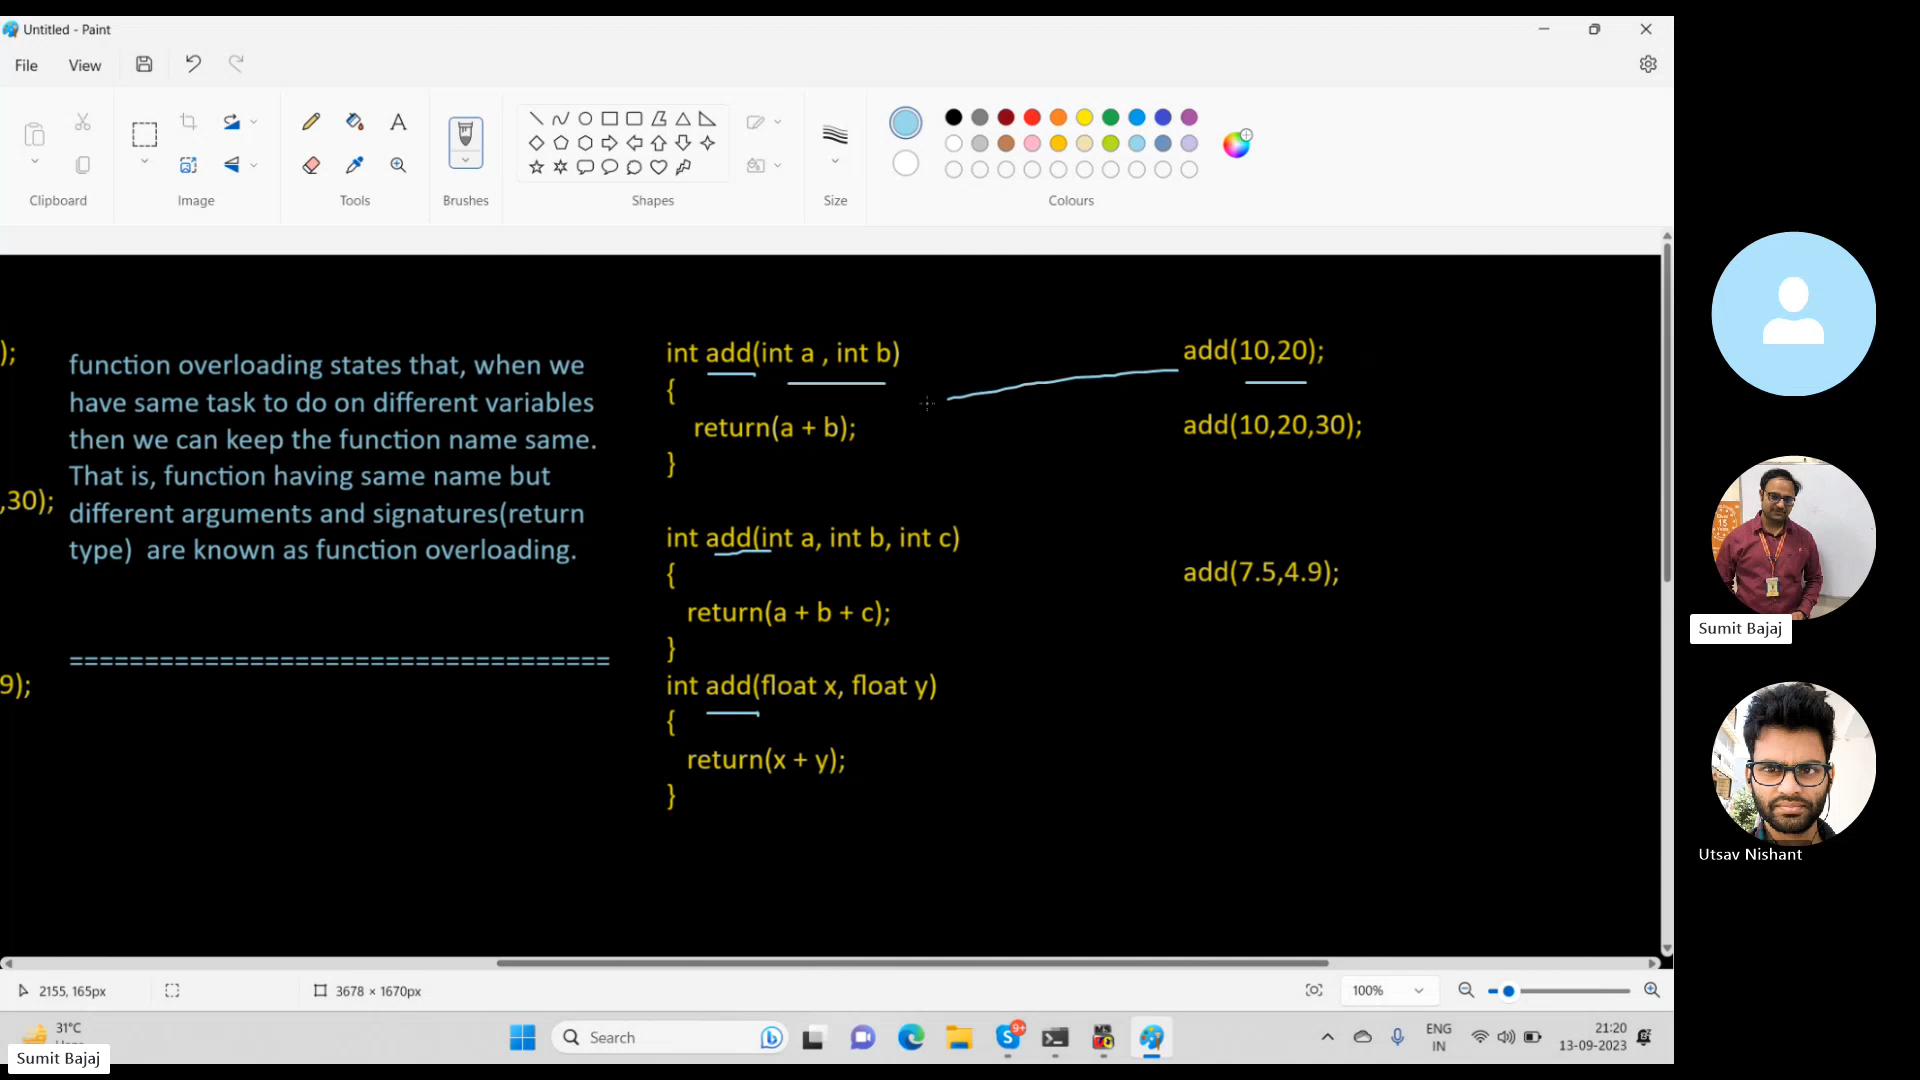 Untitled - Paint
File
View
Clipboard
Image
Tools
Brushes
Shapes
Size
Colours
);
,30);
9);
function overloading states that, when we
have same task to do on different variables
then we can keep the function name same.
That is, function having same name but
different arguments and signatures(return
type)  are known as function overloading.
====================================
int add(int a , int b)
{
return(a + b);
}
int add(int a, int b, int c)
{
return(a + b + c);
}
int add(float x, float y)
{
return(x + y);
}
add(10,20);
add(10,20,30);
add(7.5,4.9);
Sumit Bajaj
Utsav Nishant
2155, 165px
3678 × 1670px
100%
31°C
Sumit Bajaj
Search
9+
ENG
IN
21:20
13-09-2023